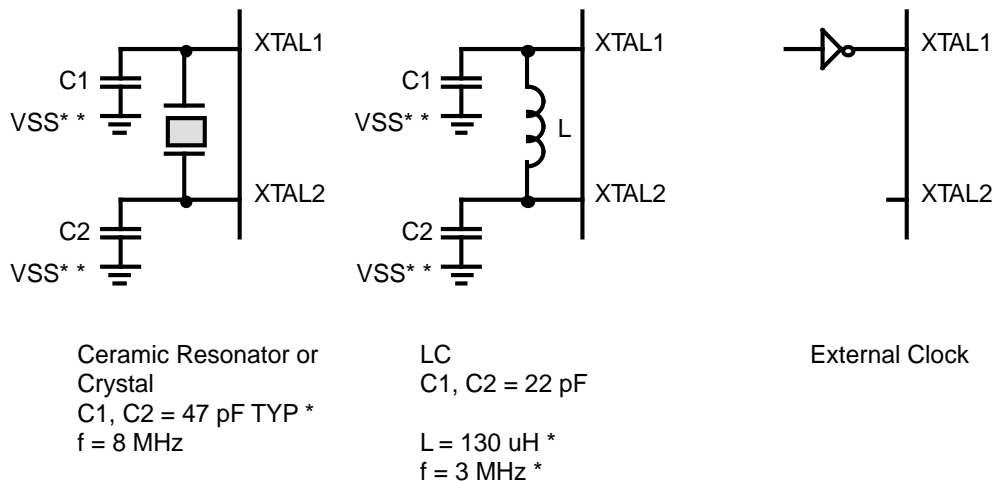 XTAL1
C1
VSS* *
XTAL2
C2
VSS* *
Ceramic Resonator or
Crystal
C1, C2 = 47 pF TYP *
f = 8 MHz
XTAL1
C1
VSS* *
L
XTAL2
C2
VSS* *
LC
C1, C2 = 22 pF
L = 130 uH *
f = 3 MHz *
XTAL1
XTAL2
External Clock